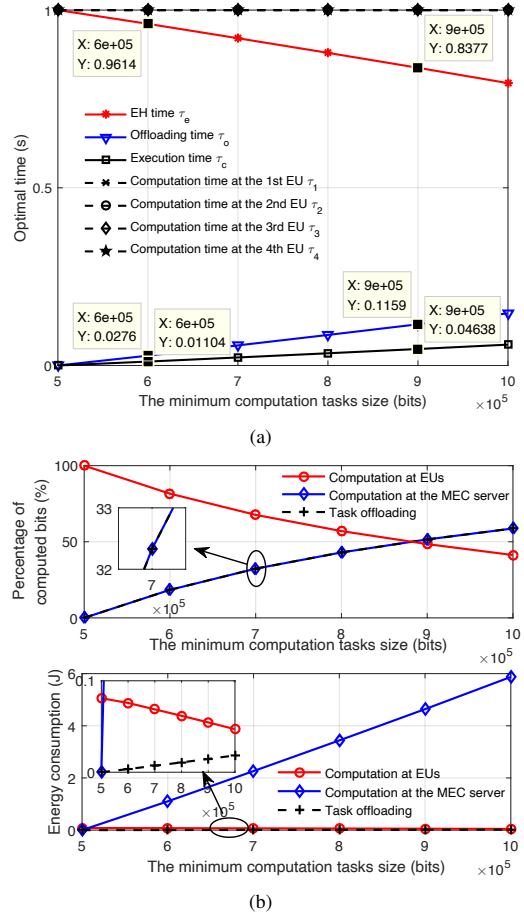 1
X: 6e+05
Y: 0.9614
X: 9e+05
Y: 0.8377
EH time τe
Offloading time τo
Execution time τc
Computation time at the 1st EU τ1
Computation time at the 2nd EU τ2
Computation time at the 3rd EU τ3
Computation time at the 4th EU τ4
0.5
Optimal time (s)
X: 6e+05
Y: 0.0276
X: 6e+05
Y: 0.01104
X: 9e+05
Y: 0.1159
X: 9e+05
Y: 0.04638
0
5 6 7 8 9 10
The minimum computation tasks size (bits)
×10^5
(a)
100
50
0
Percentage of
computed bits (%)
Computation at EUs
Computation at the MEC server
Task offloading
33
32
7
×10^5
5 6 7 8 9 10
The minimum computation tasks size (bits)
×10^5
6
4
2
0
Energy consumption (J)
0.1
0
5 6 7 8 9 10
×10^5
Computation at EUs
Computation at the MEC server
Task offloading
5 6 7 8 9 10
The minimum computation tasks size (bits)
×10^5
(b)